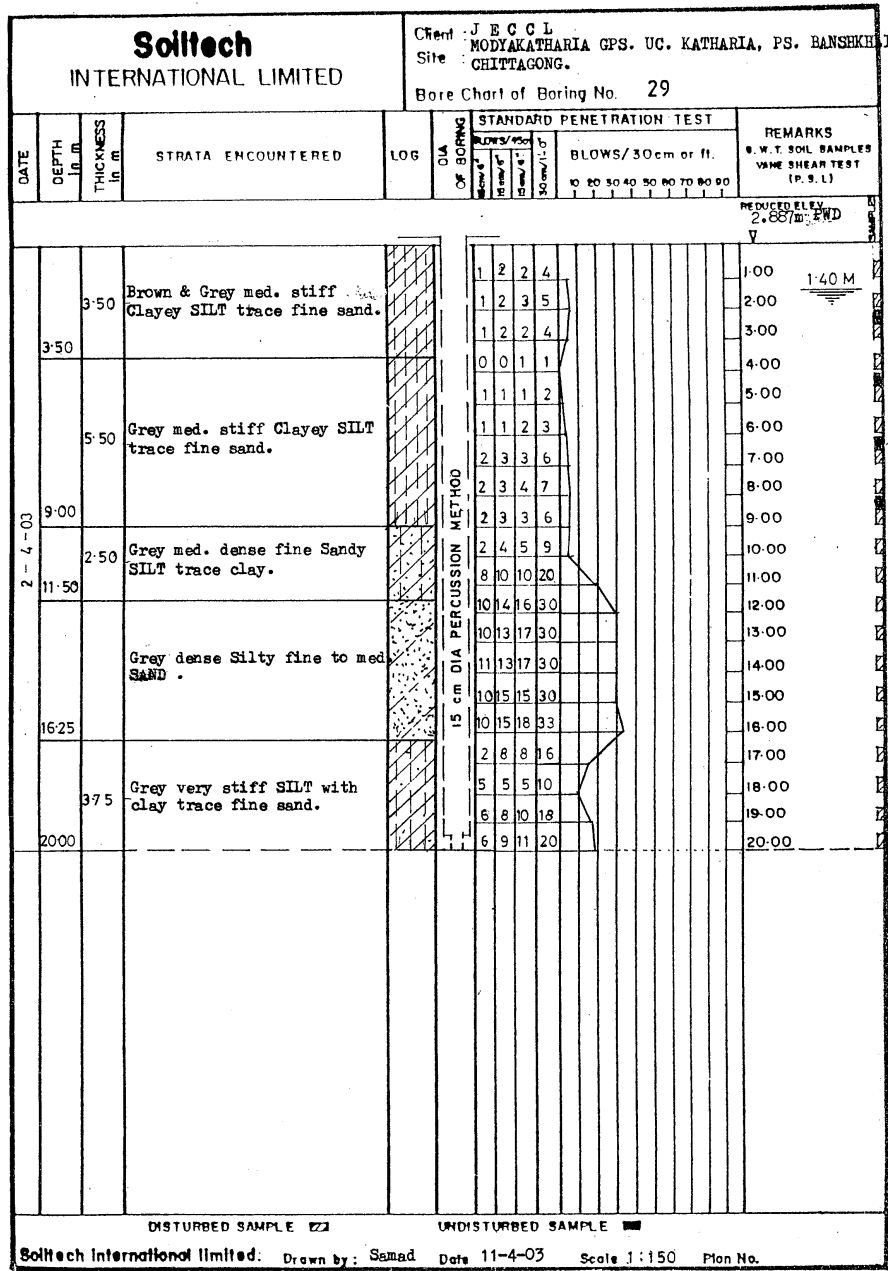 Soiltech
INTERNATIONAL LIMITED
Client : J E C C L
Site : MODYAKATHARIA GPS. UC. KATHARIA, PS. BANSHKHALI
CHITTAGONG.
Bore Chart of Boring No. 29
DATE
DEPTH in m
THICKNESS in m
STRATA ENCOUNTERED
LOG
DIA OF BORING
STANDARD PENETRATION TEST
BLOWS/45cm
15cm/6"
15cm/6"
15cm/6"
30cm/1'-0"
BLOWS/30cm or ft.
10 20 30 40 50 60 70 80 90
REMARKS
G.W.T. SOIL SAMPLES
VANE SHEAR TEST
(P.S.I.)
REDUCED ELEV
2.887m PWD
SAMPLE
2-4-03
15 cm DIA PERCUSSION METHOD
1 2 2 4 1.00
1.40 M
3.50 Brown & Grey med. stiff
Clayey SILT trace fine sand.
1 2 3 5 2.00
1 2 2 4 3.00
3.50
0 0 1 1 4.00
1 1 1 2 5.00
5.50 Grey med. stiff Clayey SILT
trace fine sand.
1 1 2 3 6.00
2 3 3 6 7.00
2 3 4 7 8.00
9.00
2 3 3 6 9.00
2.50 Grey med. dense fine Sandy
SILT trace clay.
2 4 5 9 10.00
8 10 10 20 11.00
11.50
10 14 16 30 12.00
10 13 17 30 13.00
Grey dense Silty fine to med
SAND .
11 13 17 30 14.00
10 15 15 30 15.00
10 15 18 33 16.00
16.25
2 8 8 16 17.00
3.75 Grey very stiff SILT with
clay trace fine sand.
5 5 5 10 18.00
6 8 10 18 19.00
20.00
6 9 11 20 20.00
DISTURBED SAMPLE UNDISTURBED SAMPLE
Soiltech international limited: Drawn by: Samad Date 11-4-03 Scale 1:150 Plan No.